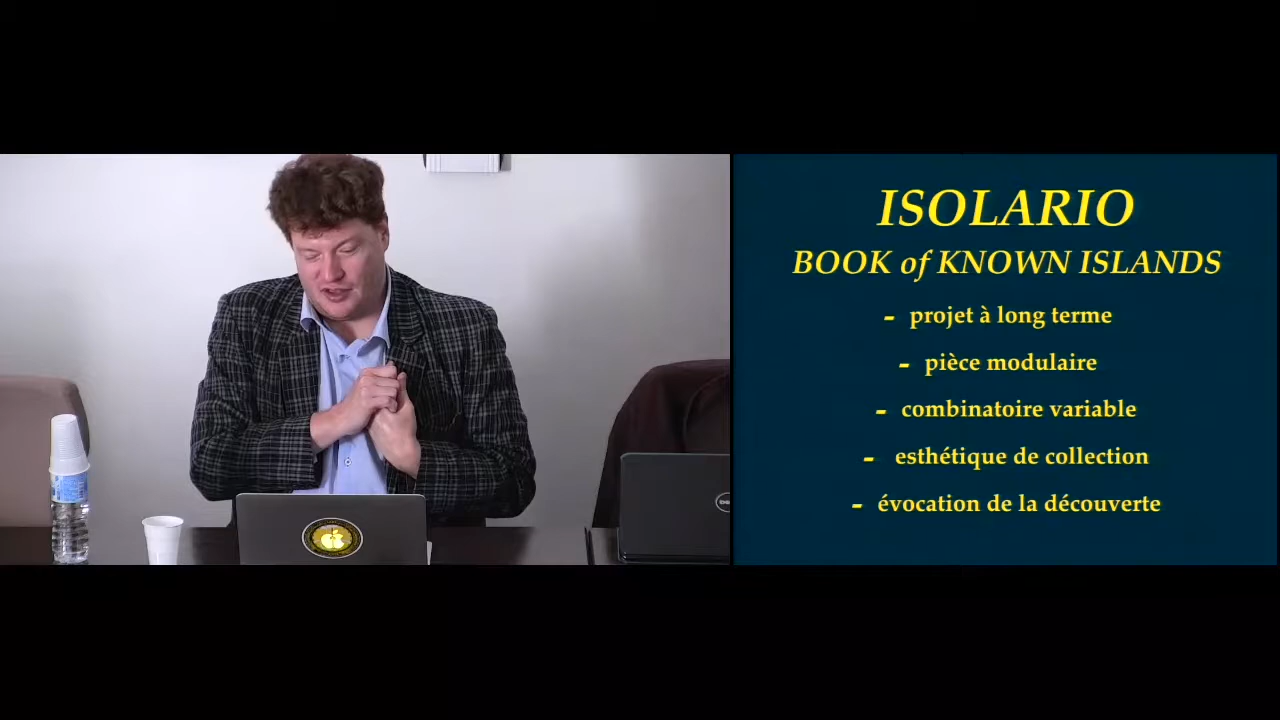 ISOLARIO
BOOK of KNOWN ISLANDS
- projet à long terme
- pièce modulaire
- combinatoire variable
- esthétique de collection
- évocation de la découverte
DELL